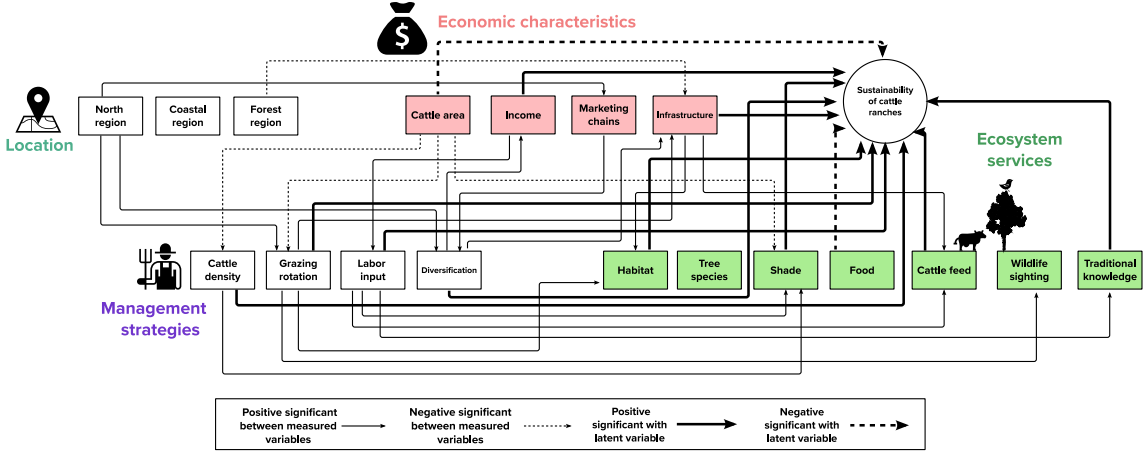 Economic characteristics
$
North
region
Coastal
region
Forest
region
Cattle area
Income
Marketing
chains
Infrastructure
Sustainability
of cattle
ranches
Location
Ecosystem
services
Cattle
density
Grazing
rotation
Labor
input
Diversification
Habitat
Tree
species
Shade
Food
Cattle feed
Wildlife
sighting
Traditional
knowledge
Management
strategies
Positive significant
between measured
variables
Negative significant
between measured
variables
Positive
significant with
latent variable
Negative
significant with
latent variable